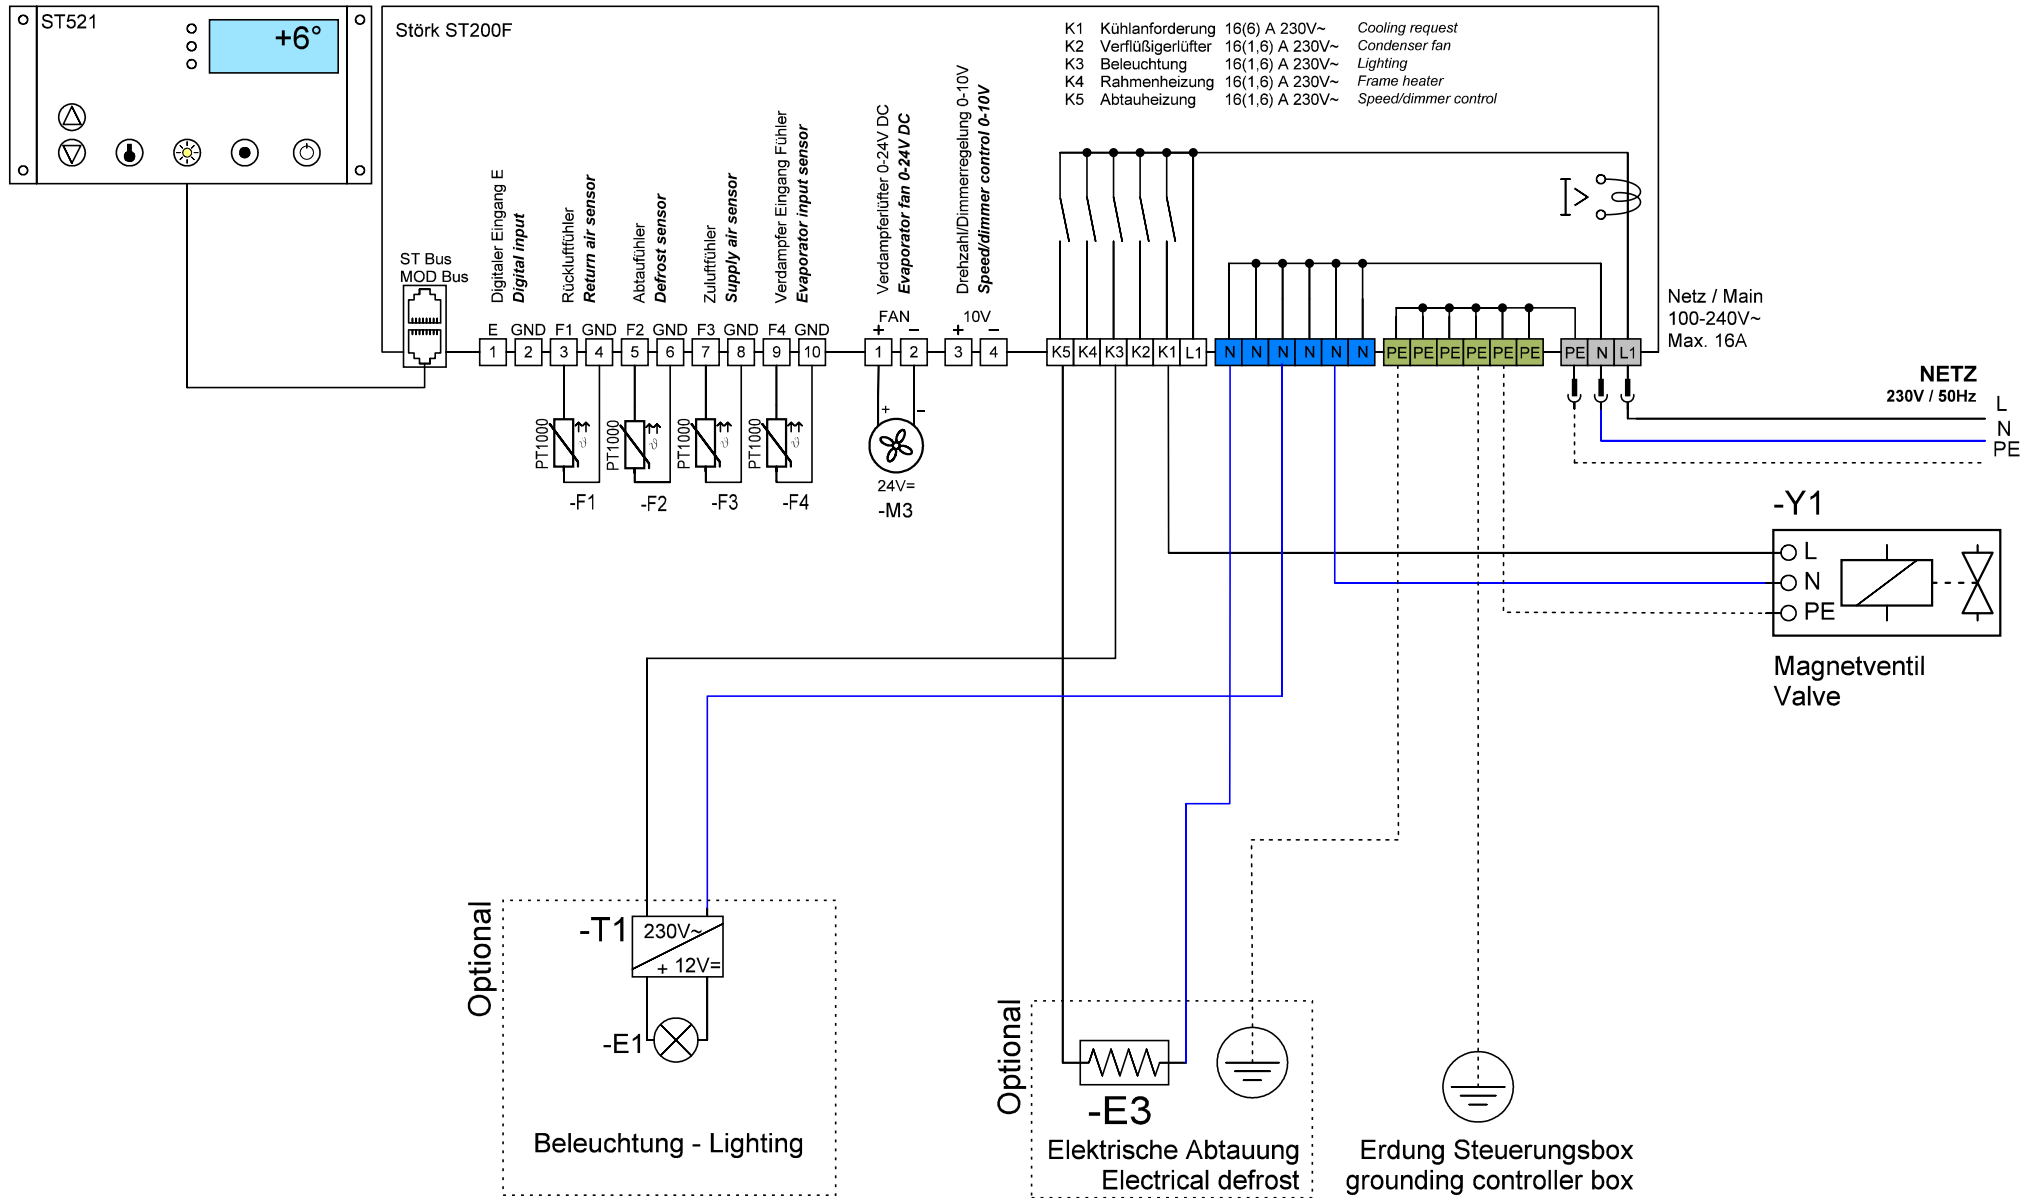 ST521
+6°
Störk ST200F
K1 Kühlanforderung 16(6) A 230V~ Cooling request
K2 Verflüßigerlüfter 16(1,6) A 230V~ Condenser fan
K3 Beleuchtung 16(1,6) A 230V~ Lighting
K4 Rahmenheizung 16(1,6) A 230V~ Frame heater
K5 Abtauheizung 16(1,6) A 230V~ Speed/dimmer control
ST Bus
MOD Bus
Digitaler Eingang E
Digital input
Rückluftfühler
Return air sensor
Abtaufühler
Defrost sensor
Zuluftfühler
Supply air sensor
Verdampfer Eingang Fühler
Evaporator input sensor
Verdampferlüfter 0-24V DC
Evaporator fan 0-24V DC
Drehzahl/Dimmerregelung 0-10V
Speed/dimmer control 0-10V
E GND F1 GND F2 GND F3 GND F4 GND
FAN
+ −
10V
+ −
1 2 3 4 5 6 7 8 9 10
1 2
3 4
K5 K4 K3 K2 K1 L1
N N N N N N
PE PE PE PE PE PE
PE N L1
Netz / Main
100-240V~
Max. 16A
NETZ
230V / 50Hz
L
N
PE
PT1000 ϑ
-F1
PT1000 ϑ
-F2
PT1000 ϑ
-F3
PT1000 ϑ
-F4
+ −
24V=
-M3
-Y1
L
N
PE
Magnetventil
Valve
Optional
-T1
230V~
+ 12V=
-E1
Beleuchtung - Lighting
Optional
-E3
Elektrische Abtauung
Electrical defrost
Erdung Steuerungsbox
grounding controller box